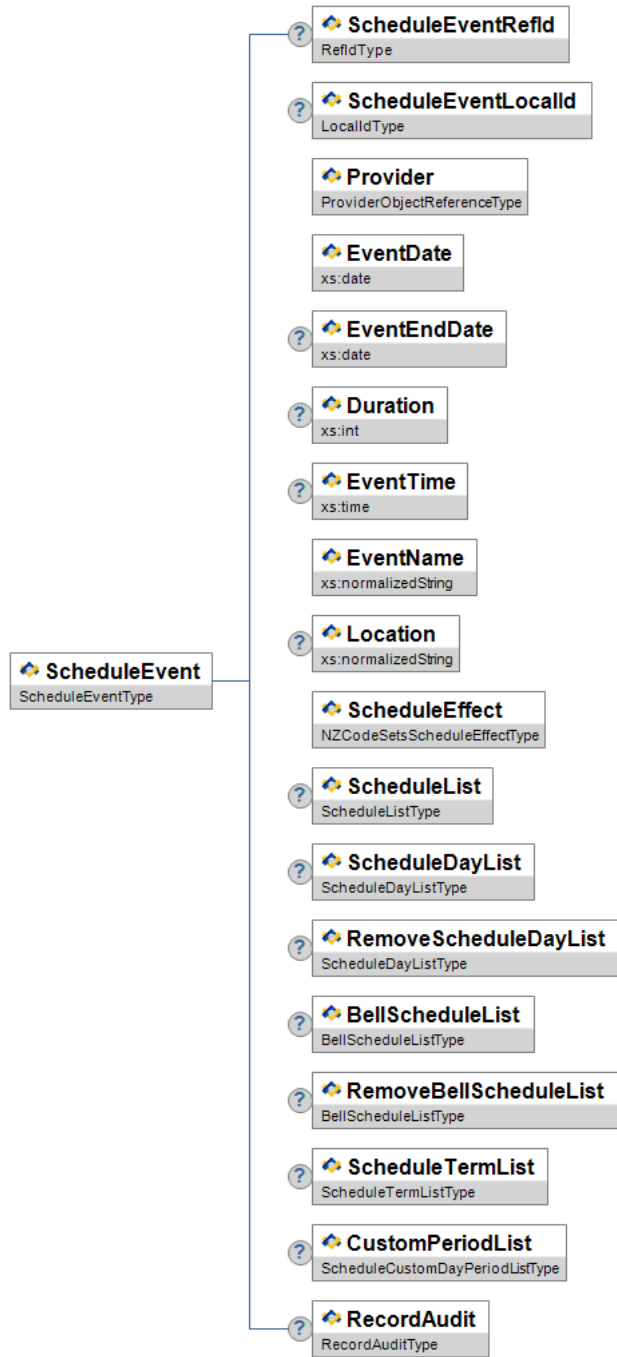 ? ScheduleEventRefId
RefIdType
? ScheduleEventLocalId
LocalIdType
Provider
ProviderObjectReferenceType
EventDate
xs:date
? EventEndDate
xs:date
? Duration
xs:int
? EventTime
xs:time
EventName
xs:normalizedString
? Location
xs:normalizedString
ScheduleEvent
ScheduleEventType
ScheduleEffect
NZCodeSetsScheduleEffectType
? ScheduleList
ScheduleListType
? ScheduleDayList
ScheduleDayListType
? RemoveScheduleDayList
ScheduleDayListType
? BellScheduleList
BellScheduleListType
? RemoveBellScheduleList
BellScheduleListType
? ScheduleTermList
ScheduleTermListType
? CustomPeriodList
ScheduleCustomDayPeriodListType
? RecordAudit
RecordAuditType